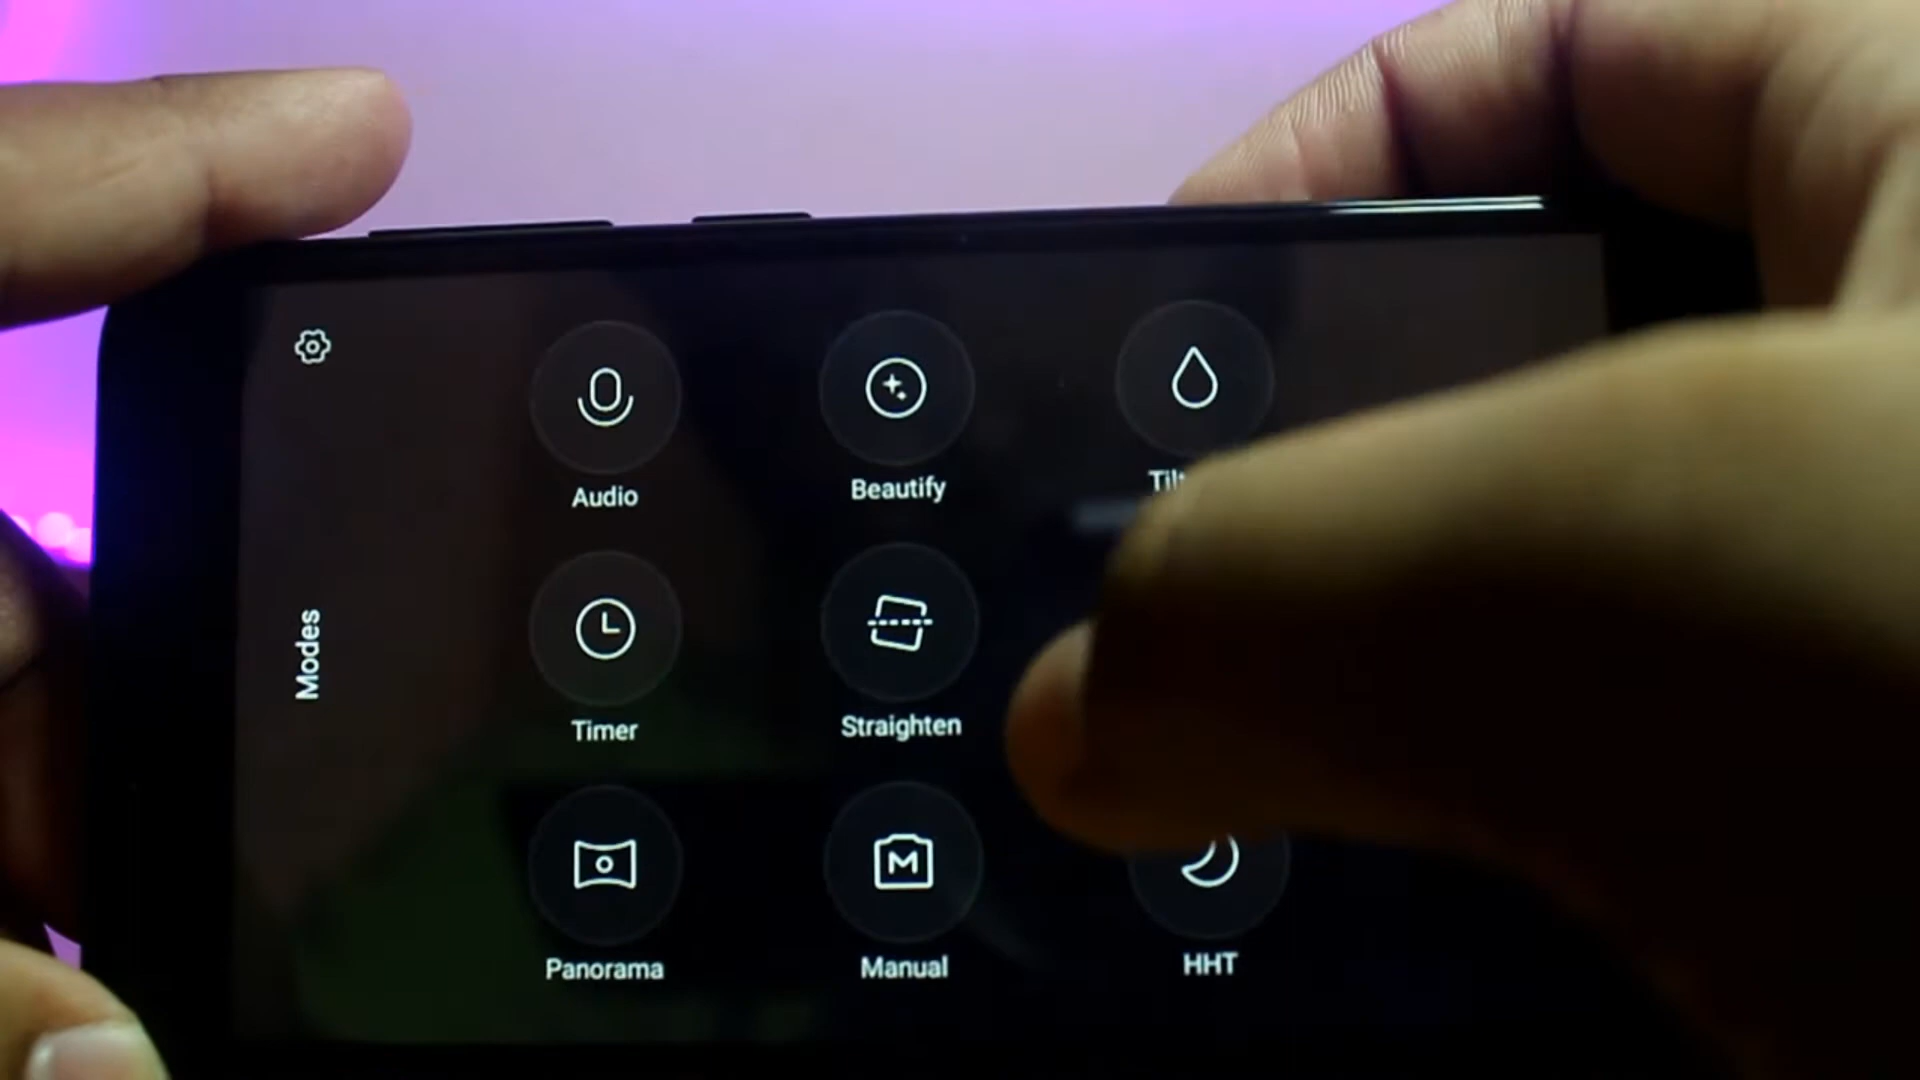 Audio
Beautify
Timer
Straighten
Modes
Panorama
Manual
HHT